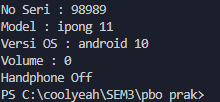 No Seri : 98989
Model : ipong 11
Versi OS : android 10
Volume : 0
Handphone Off
PS C:\coolyeah\SEM3\pbo prak>